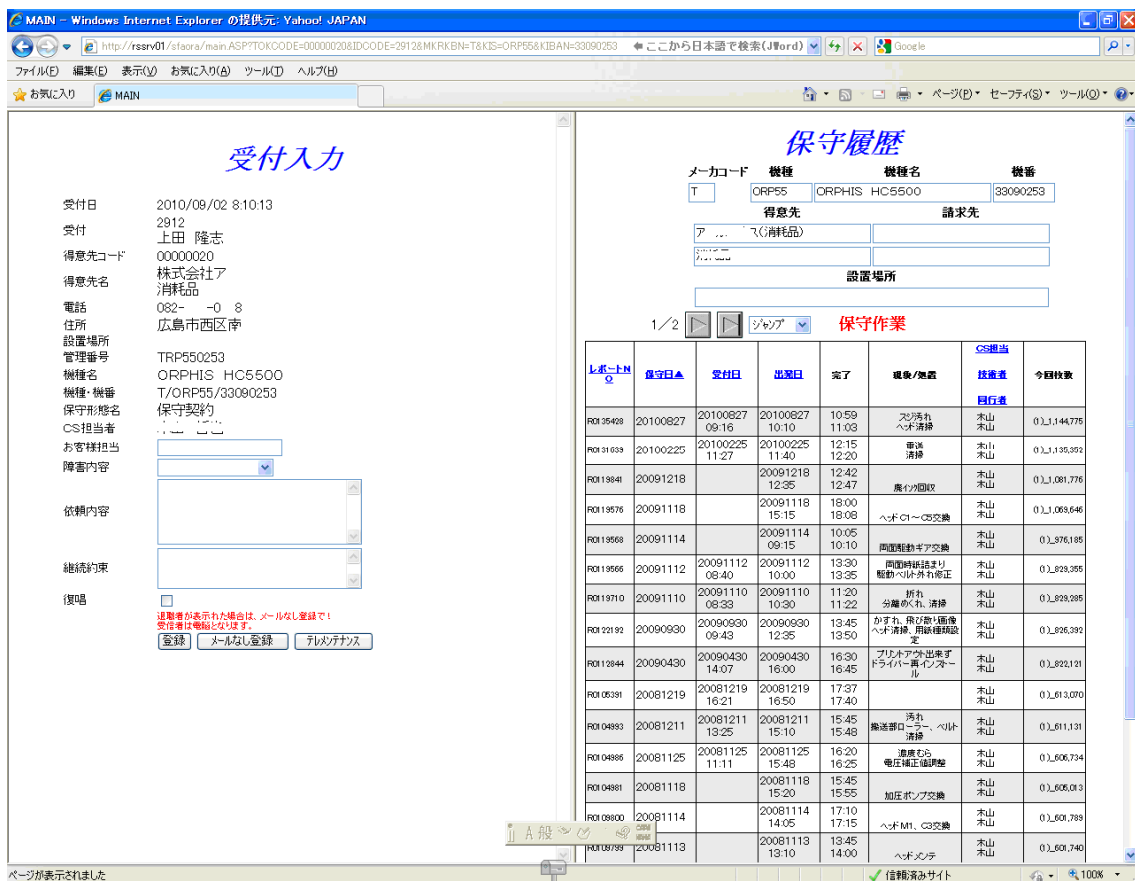 MAIN - Windows Internet Explorer の提供元: Yahoo! JAPAN
http://rssrv01/sfaora/main.ASP?TOKCODE=00000020&IDCODE=2912&MKRKBN=T&KIS=ORP55&KIBAN=33090253
ここから日本語で検索(JWord)
Google
ファイル(F) 編集(E) 表示(V) お気に入り(A) ツール(T) ヘルプ(H)
お気に入り MAIN
ページ(P) セーフティ(S) ツール(O)
受付入力
受付日 2010/09/02 8:10:13
受付 2912
上田 隆志
得意先コード 00000020
得意先名 株式会社ア
消耗品
電話 082- -0 8
住所 広島市西区南
設置場所
管理番号 TRP550253
機種名 ORPHIS HC5500
機種・機番 T/ORP55/33090253
保守形態名 保守契約
CS担当者
お客様担当
障害内容
依頼内容
継続約束
復唱
退職者が表示れた場合は、メールなし登録で!
受信者は電脳となります。
登録 メールなし登録 テレメンテナンス
保守履歴
メーカコード 機種 機種名 機番
T ORP55 ORPHIS HC5500 33090253
得意先 請求先
ア ス(消耗品)
設置場所
1/2 ジャンプ 保守作業
レポートNO 保守日▲ 受付日 出発日 完了 現象/処置 CS担当 技術者 同行者 今回枚数
R0135428 20100827 20100827 09:16 20100827 10:10 10:59 11:03 スジ汚れ ヘッド清掃 木山 木山 (1)_1,144,775
R0131639 20100225 20100225 11:27 20100225 11:40 12:15 12:20 重送 清掃 木山 木山 (1)_1,135,352
R0119841 20091218 20091218 12:35 12:42 12:47 廃インク回収 木山 木山 (1)_1,081,776
R0119576 20091118 20091118 15:15 18:00 18:08 ヘッドC1~C5交換 木山 木山 (1)_1,069,646
R0119568 20091114 20091114 09:15 10:05 10:10 両面駆動ギア交換 木山 木山 (1)_976,185
R0119566 20091112 20091112 08:40 20091112 10:00 13:30 13:35 両面時紙詰まり 駆動ベルト外れ修正 木山 木山 (1)_829,355
R0119710 20091110 20091110 08:33 20091110 10:30 11:20 11:22 折れ 分離めくれ、清掃 木山 木山 (1)_829,285
R0122192 20090930 20090930 09:43 20090930 12:35 13:45 13:50 かすれ、飛び散り画像 ヘッド清掃、用紙種類設定 木山 木山 (1)_826,392
R0112844 20090430 20090430 14:07 20090430 16:00 16:30 16:45 プリントアウト出来ず ドライバー再インストール 木山 木山 (1)_822,121
R0105391 20081219 20081219 16:21 20081219 16:50 17:37 17:40 木山 木山 (1)_613,070
R0104993 20081211 20081211 13:25 20081211 15:10 15:45 15:48 汚れ 搬送部ローラー、ベルト清掃 木山 木山 (1)_611,131
R0104986 20081125 20081125 11:11 20081125 15:48 16:20 16:25 濃度むら 電圧補正値調整 木山 木山 (1)_606,734
R0104981 20081118 20081118 15:20 15:45 15:55 加圧ポンプ交換 木山 木山 (1)_605,013
R0109800 20081114 20081114 14:05 17:10 17:15 ヘッドM1、C3交換 木山 木山 (1)_601,789
R0109799 20081113 20081113 13:10 13:45 14:00 ヘッドメンテ 木山 木山 (1)_601,740
A 般
ページが表示されました 信頼済みサイト 100%